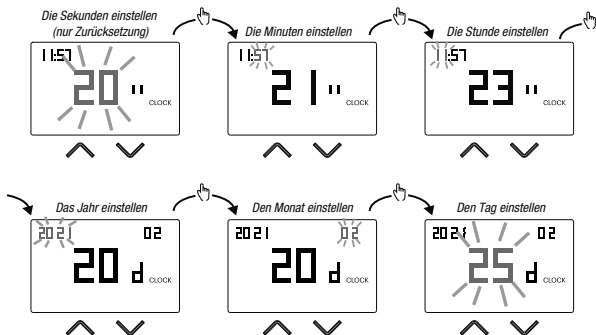 Die Sekunden einstellen
(nur Zurücksetzung)
11:57
20 "
CLOCK
Die Minuten einstellen
11:57
21 "
CLOCK
Die Stunde einstellen
11:57
23 "
CLOCK
Das Jahr einstellen
2021 02
20 d
CLOCK
Den Monat einstellen
2021 02
20 d
CLOCK
Den Tag einstellen
2021 02
25 d
CLOCK